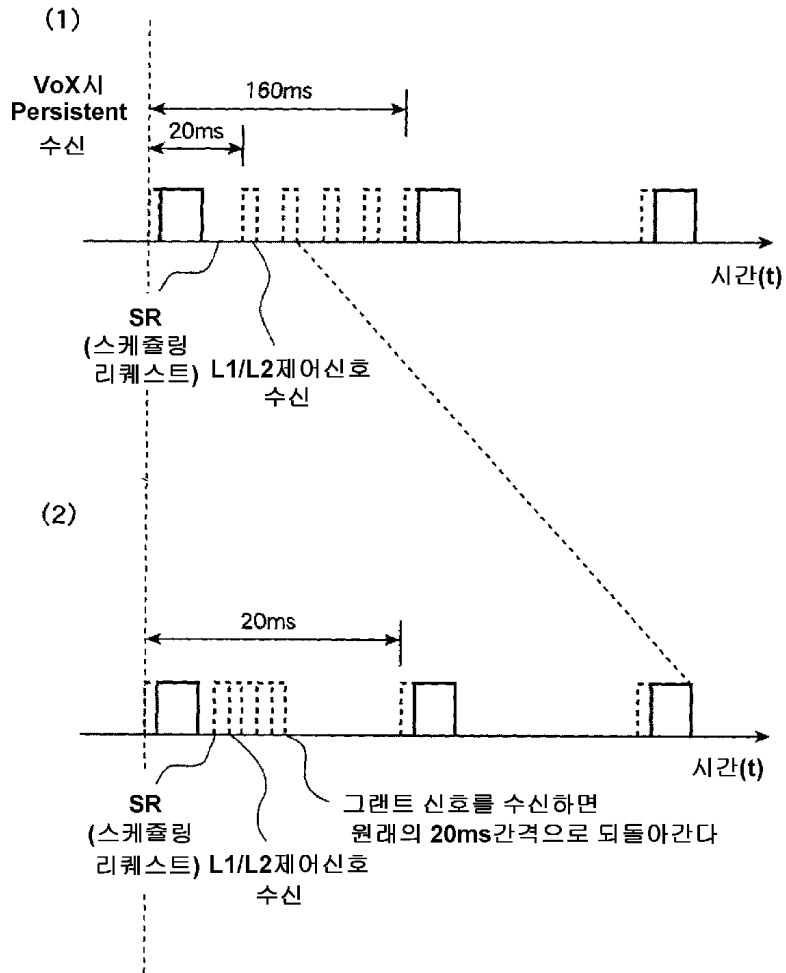 (1)
VoX시
Persistent
수신
160ms
20ms
시간(t)
SR
(스케쥴링
리퀘스트)
L1/L2제어신호
수신
(2)
20ms
시간(t)
SR
(스케쥴링
리퀘스트)
L1/L2제어신호
수신
그랜트 신호를 수신하면
원래의 20ms간격으로 되돌아간다